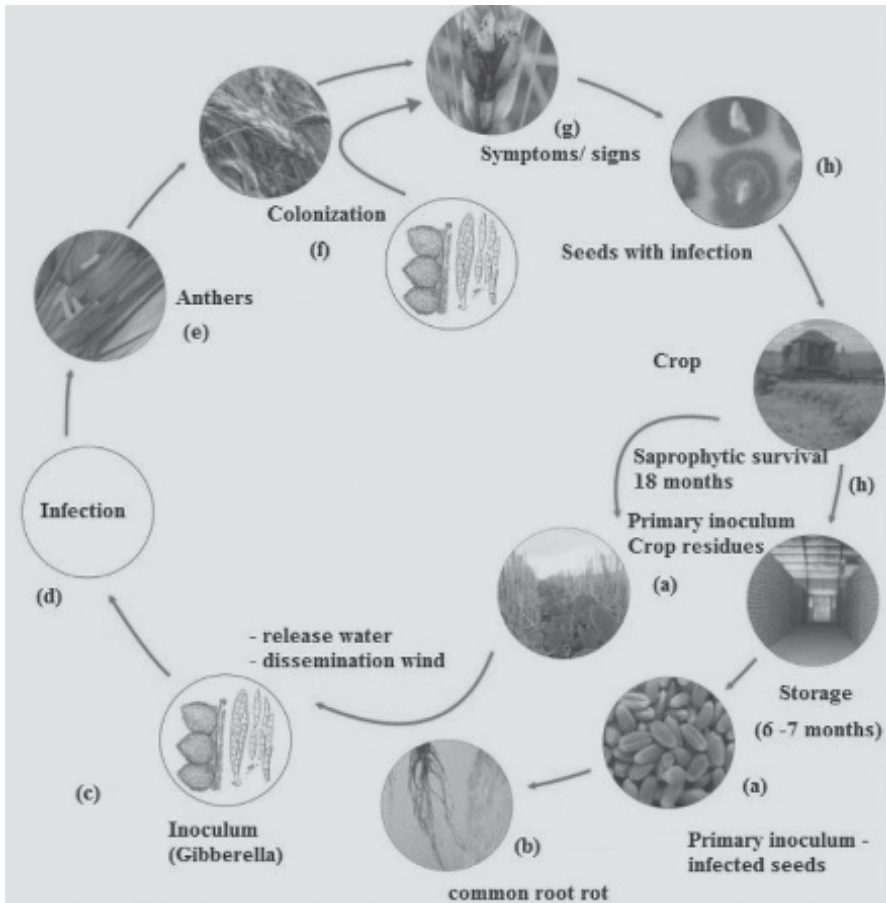 (g)
Symptoms/ signs
(h)
Seeds with infection
Colonization
(f)
Anthers
(e)
Crop
Saprophytic survival
18 months
(h)
Primary inoculum
Crop residues
(a)
Infection
(d)
- release water
- dissemination wind
Storage
(6 -7 months)
(a)
(c)
Inoculum
(Gibberella)
(b)
Primary inoculum -
infected seeds
common root rot